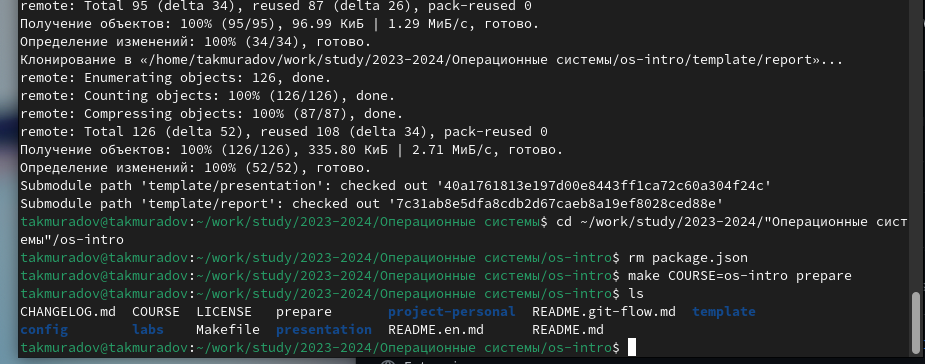 remote: Total 95 (delta 34), reused 87 (delta 26), pack-reused 0
Получение объектов: 100% (95/95), 96.99 КиБ | 1.29 МиБ/с, готово.
Определение изменений: 100% (34/34), готово.
Клонирование в «/home/takmuradov/work/study/2023-2024/Операционные системы/os-intro/template/report»...
remote: Enumerating objects: 126, done.
remote: Counting objects: 100% (126/126), done.
remote: Compressing objects: 100% (87/87), done.
remote: Total 126 (delta 52), reused 108 (delta 34), pack-reused 0
Получение объектов: 100% (126/126), 335.80 КиБ | 2.71 МиБ/с, готово.
Определение изменений: 100% (52/52), готово.
Submodule path 'template/presentation': checked out '40a1761813e197d00e8443ff1ca72c60a304f24c'
Submodule path 'template/report': checked out '7c31ab8e5dfa8cdb2d67caeb8a19ef8028ced88e'
takmuradov@takmuradov:~/work/study/2023-2024/Операционные системы$ cd ~/work/study/2023-2024/"Операционные сист
емы"/os-intro
takmuradov@takmuradov:~/work/study/2023-2024/Операционные системы/os-intro$ rm package.json
takmuradov@takmuradov:~/work/study/2023-2024/Операционные системы/os-intro$ make COURSE=os-intro prepare
takmuradov@takmuradov:~/work/study/2023-2024/Операционные системы/os-intro$ ls
CHANGELOG.md COURSE LICENSE prepare project-personal README.git-flow.md template
config labs Makefile presentation README.en.md README.md
takmuradov@takmuradov:~/work/study/2023-2024/Операционные системы/os-intro$